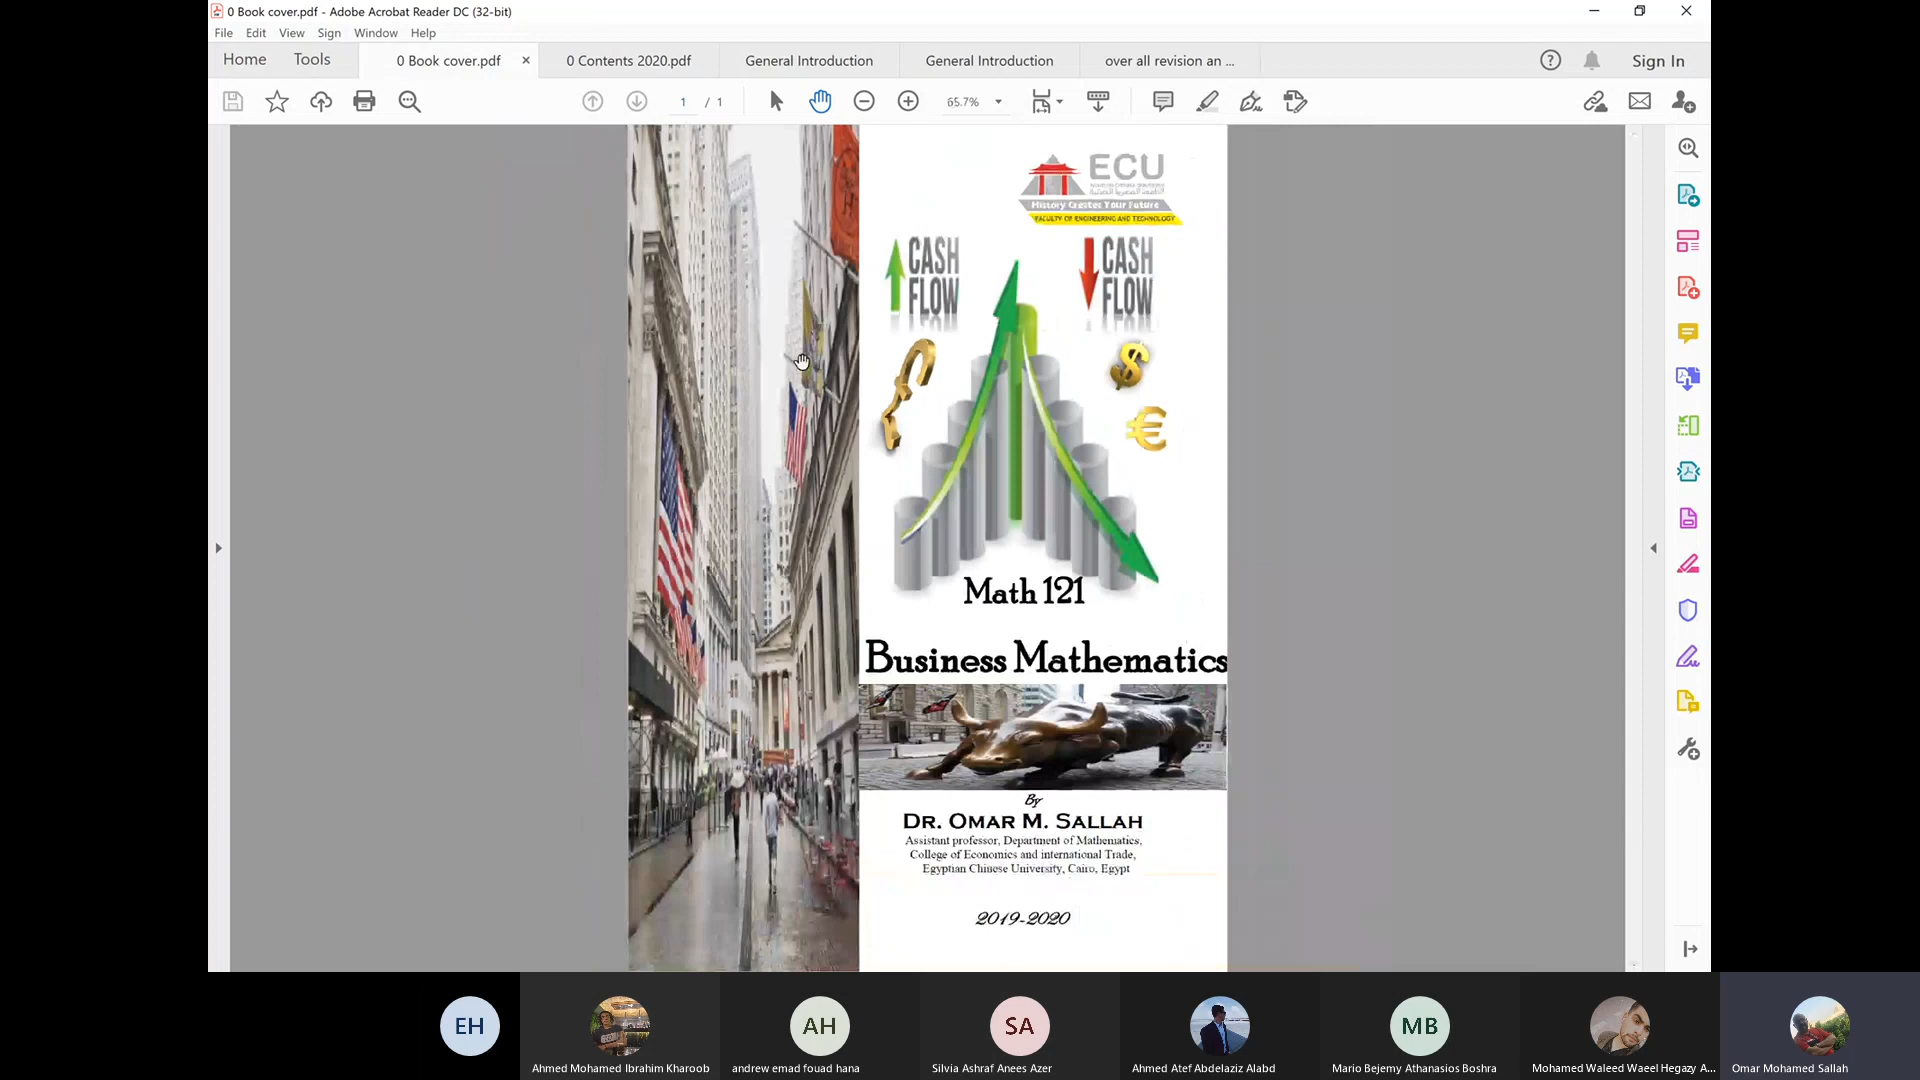 0 Book cover.pdf - Adobe Acrobat Reader DC (32-bit)
File Edit View Sign Window Help
Home Tools 0 Book cover.pdf × 0 Contents 2020.pdf General Introduction General Introduction over all revision an ... Sign In
1 / 1 65.7%
ECU
History Creates Your Future
FACULTY OF ENGINEERING AND TECHNOLOGY
CASH FLOW
CASH FLOW
Math 121
Business Mathematics
By
DR. OMAR M. SALLAH
Assistant professor, Department of Mathematics,
College of Economics and international Trade,
Egyptian Chinese University, Cairo, Egypt
2019-2020
EH AH SA MB
Ahmed Mohamed Ibrahim Kharoob andrew emad fouad hana Silvia Ashraf Anees Azer Ahmed Atef Abdelaziz Alabd Mario Bejemy Athanasios Boshra Mohamed Waleed Waeel Hegazy A... Omar Mohamed Sallah